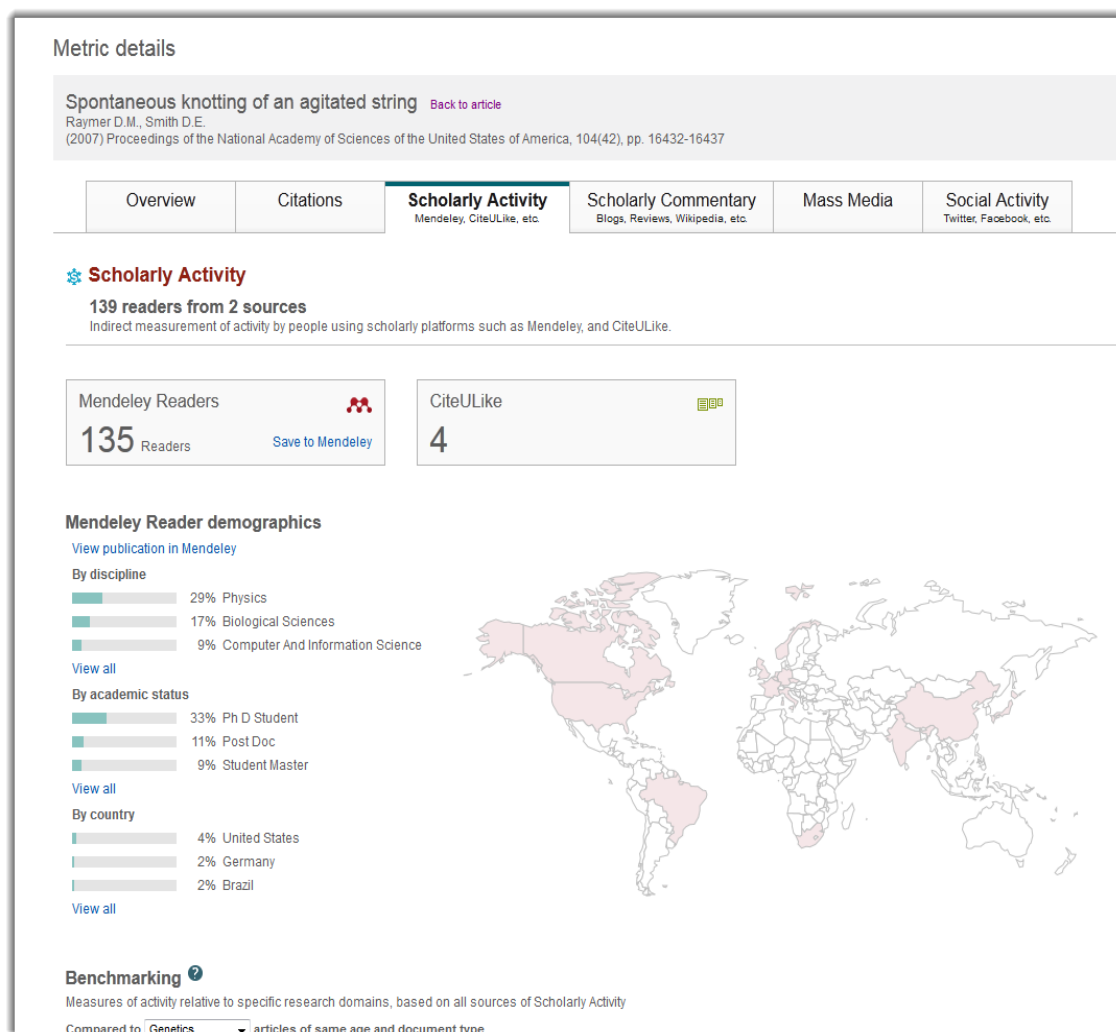 Metric details
Spontaneous knotting of an agitated string Back to article
Raymer D.M., Smith D.E.
(2007) Proceedings of the National Academy of Sciences of the United States of America, 104(42), pp. 16432-16437
Overview Citations Scholarly Activity Scholarly Commentary Mass Media Social Activity
Mendeley, CiteULike, etc. Blogs, Reviews, Wikipedia, etc. Twitter, Facebook, etc.
Scholarly Activity
139 readers from 2 sources
Indirect measurement of activity by people using scholarly platforms such as Mendeley, and CiteULike.
Mendeley Readers
135 Readers Save to Mendeley
CiteULike
4
Mendeley Reader demographics
View publication in Mendeley
By discipline
29% Physics
17% Biological Sciences
9% Computer And Information Science
View all
By academic status
33% Ph D Student
11% Post Doc
9% Student Master
View all
By country
4% United States
2% Germany
2% Brazil
View all
Benchmarking ?
Measures of activity relative to specific research domains, based on all sources of Scholarly Activity
Compared to Genetics articles of same age and document type